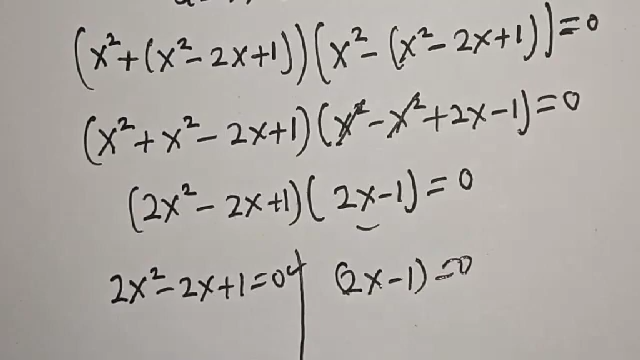 (x² + (x² - 2x + 1)) (x² - (x² - 2x + 1)) = 0
(x² + x² - 2x + 1) (x² - x² + 2x - 1) = 0
(2x² - 2x + 1) (2x - 1) = 0
2x² - 2x + 1 = 0 (2x - 1) = 0